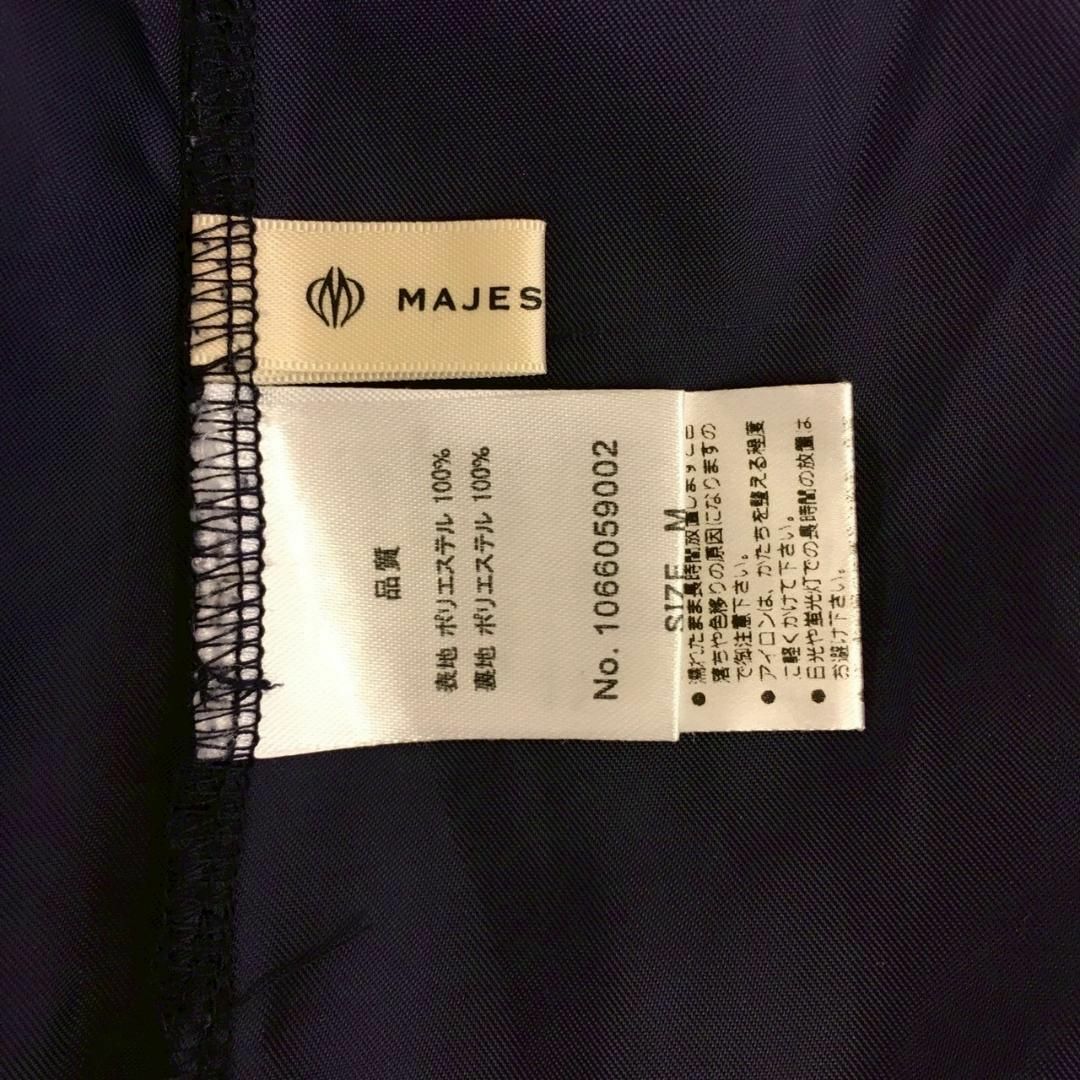 MAJES
品質
表地 ポリエステル 100%
裏地 ポリエステル 100%
No. 1066059002
SIZE M
● 濡れたまま長時間放置しますと色
落ちや色移りの原因になりますの
で御注意下さい。
● アイロンは、かたちを整える程度
に軽くかけて下さい。
● 日光や蛍光灯での長時間の放置は
お避け下さい。